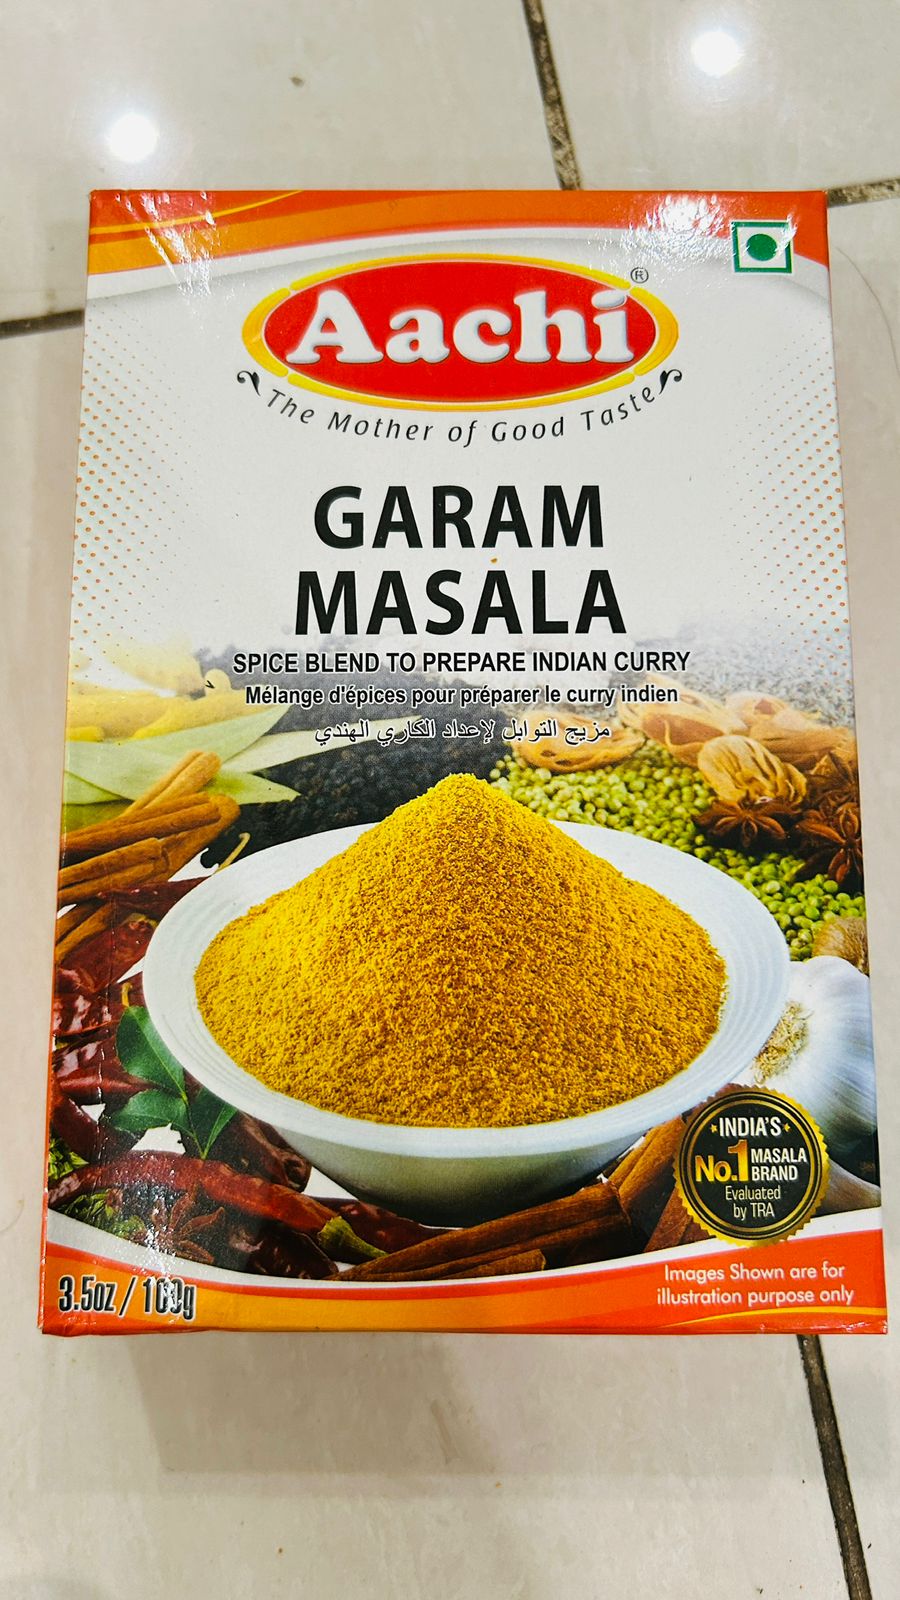 Aachi®
The Mother of Good Taste
GARAM
MASALA
SPICE BLEND TO PREPARE INDIAN CURRY
Mélange d'épices pour préparer le curry indien
مزيج التوابل لإعداد الكاري الهندي
INDIA'S
No.1 MASALA
BRAND
Evaluated
by TRA
3.5oz / 100g
Images Shown are for
illustration purpose only